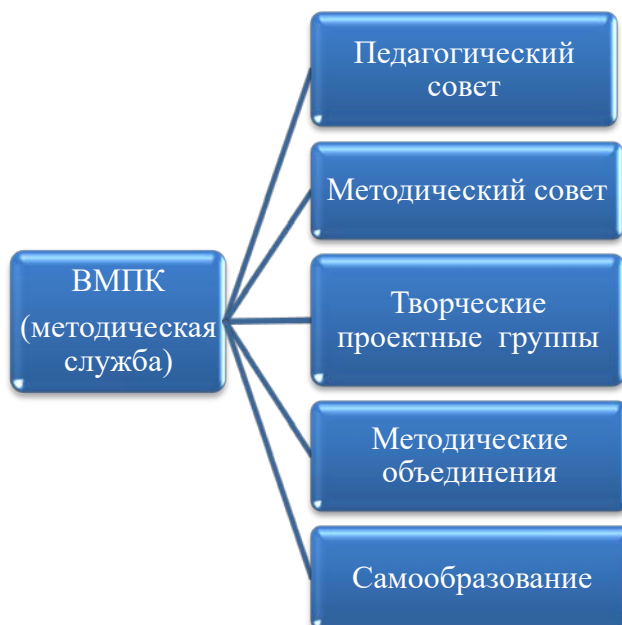 Педагогический
совет
Методический совет
ВМПК
(методическая
служба)
Творческие
проектные группы
Методические
объединения
Самообразование